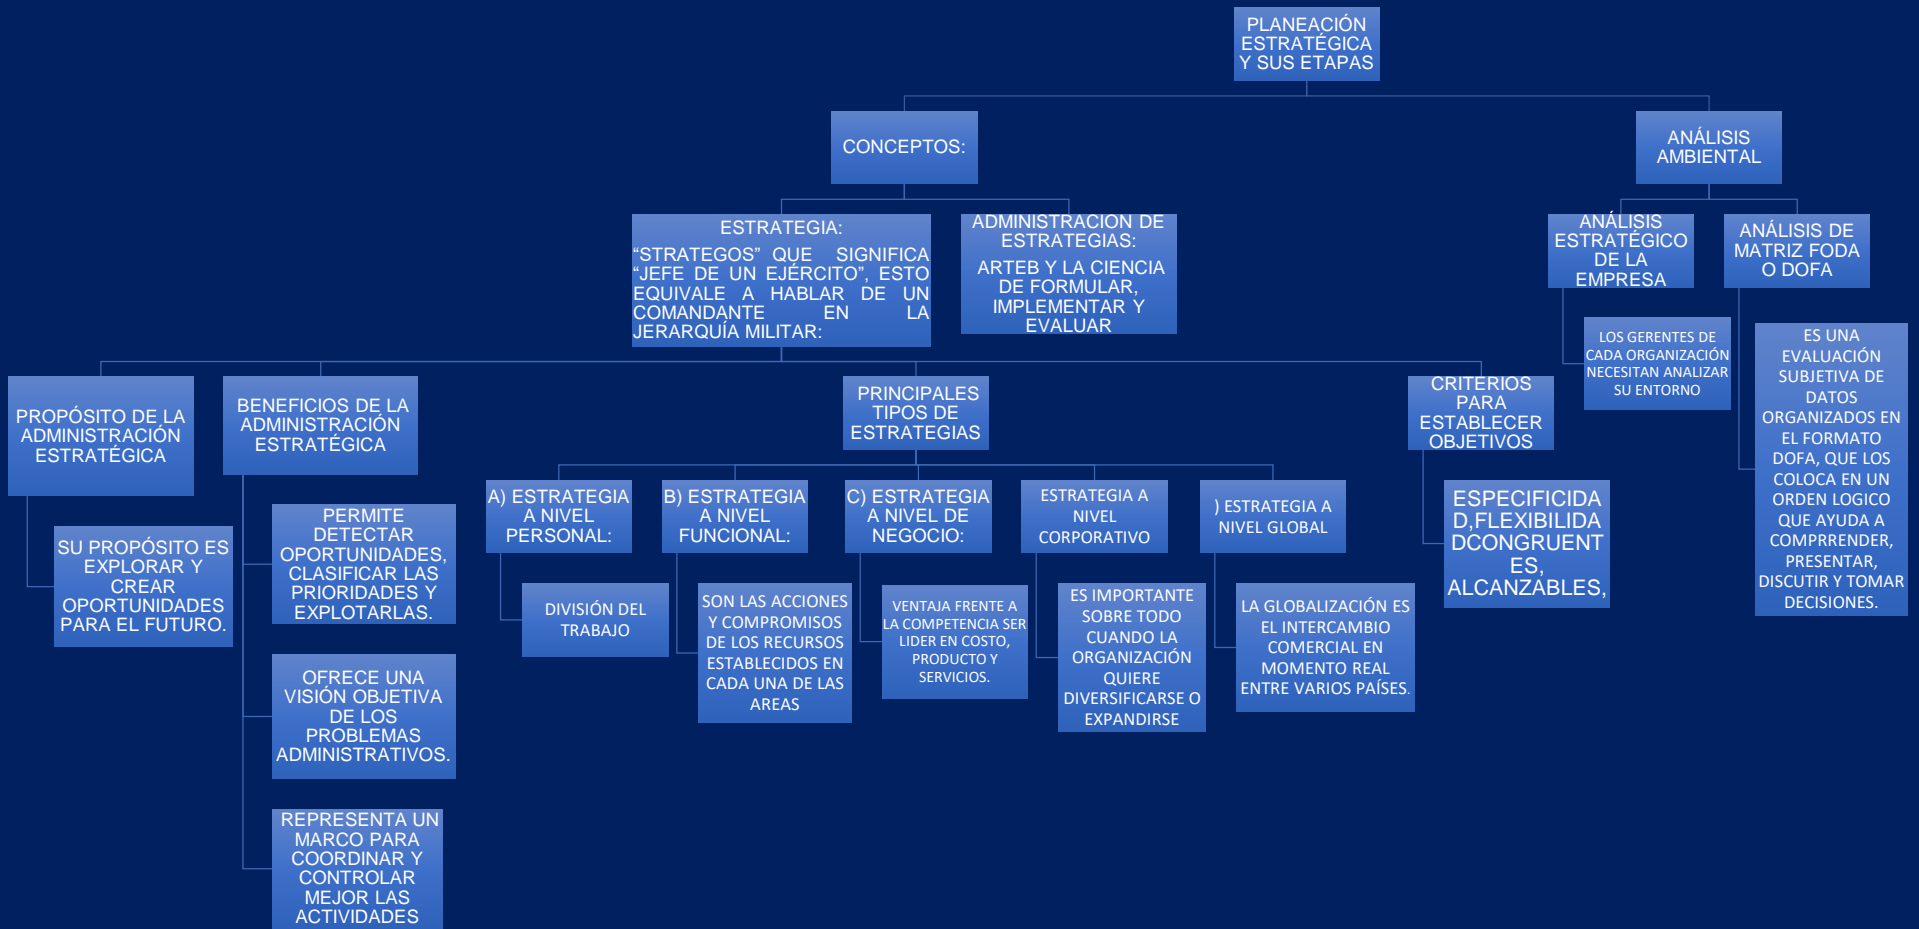 PLANEACIÓN
ESTRATÉGICA
Y SUS ETAPAS
CONCEPTOS:
ANÁLISIS
AMBIENTAL
ESTRATEGIA:
“STRATEGOS” QUE SIGNIFICA
“JEFE DE UN EJÉRCITO”, ESTO
EQUIVALE A HABLAR DE UN
COMANDANTE EN LA
JERARQUÍA MILITAR:
ADMINISTRACION DE
ESTRATEGIAS:
ARTEB Y LA CIENCIA
DE FORMULAR,
IMPLEMENTAR Y
EVALUAR
ANÁLISIS
ESTRATÉGICO
DE LA
EMPRESA
ANÁLISIS DE
MATRIZ FODA
O DOFA
LOS GERENTES DE
CADA ORGANIZACIÓN
NECESITAN ANALIZAR
SU ENTORNO
ES UNA
EVALUACIÓN
SUBJETIVA DE
DATOS
ORGANIZADOS EN
EL FORMATO
DOFA, QUE LOS
COLOCA EN UN
ORDEN LOGICO
QUE AYUDA A
COMPRRENDER,
PRESENTAR,
DISCUTIR Y TOMAR
DECISIONES.
PROPÓSITO DE LA
ADMINISTRACIÓN
ESTRATÉGICA
SU PROPÓSITO ES
EXPLORAR Y
CREAR
OPORTUNIDADES
PARA EL FUTURO.
BENEFICIOS DE LA
ADMINISTRACIÓN
ESTRATÉGICA
PERMITE
DETECTAR
OPORTUNIDADES,
CLASIFICAR LAS
PRIORIDADES Y
EXPLOTARLAS.
OFRECE UNA
VISIÓN OBJETIVA
DE LOS
PROBLEMAS
ADMINISTRATIVOS.
REPRESENTA UN
MARCO PARA
COORDINAR Y
CONTROLAR
MEJOR LAS
ACTIVIDADES
PRINCIPALES
TIPOS DE
ESTRATEGIAS
A) ESTRATEGIA
A NIVEL
PERSONAL:
DIVISIÓN DEL
TRABAJO
B) ESTRATEGIA
A NIVEL
FUNCIONAL:
SON LAS ACCIONES
Y COMPROMISOS
DE LOS RECURSOS
ESTABLECIDOS EN
CADA UNA DE LAS
AREAS
C) ESTRATEGIA
A NIVEL DE
NEGOCIO:
VENTAJA FRENTE A
LA COMPETENCIA SER
LIDER EN COSTO,
PRODUCTO Y
SERVICIOS.
ESTRATEGIA A
NIVEL
CORPORATIVO
ES IMPORTANTE
SOBRE TODO
CUANDO LA
ORGANIZACIÓN
QUIERE
DIVERSIFICARSE O
EXPANDIRSE
) ESTRATEGIA A
NIVEL GLOBAL
LA GLOBALIZACIÓN ES
EL INTERCAMBIO
COMERCIAL EN
MOMENTO REAL
ENTRE VARIOS PAÍSES.
CRITERIOS
PARA
ESTABLECER
OBJETIVOS
ESPECIFICIDA
D,FLEXIBILIDA
DCONGRUENT
ES,
ALCANZABLES,